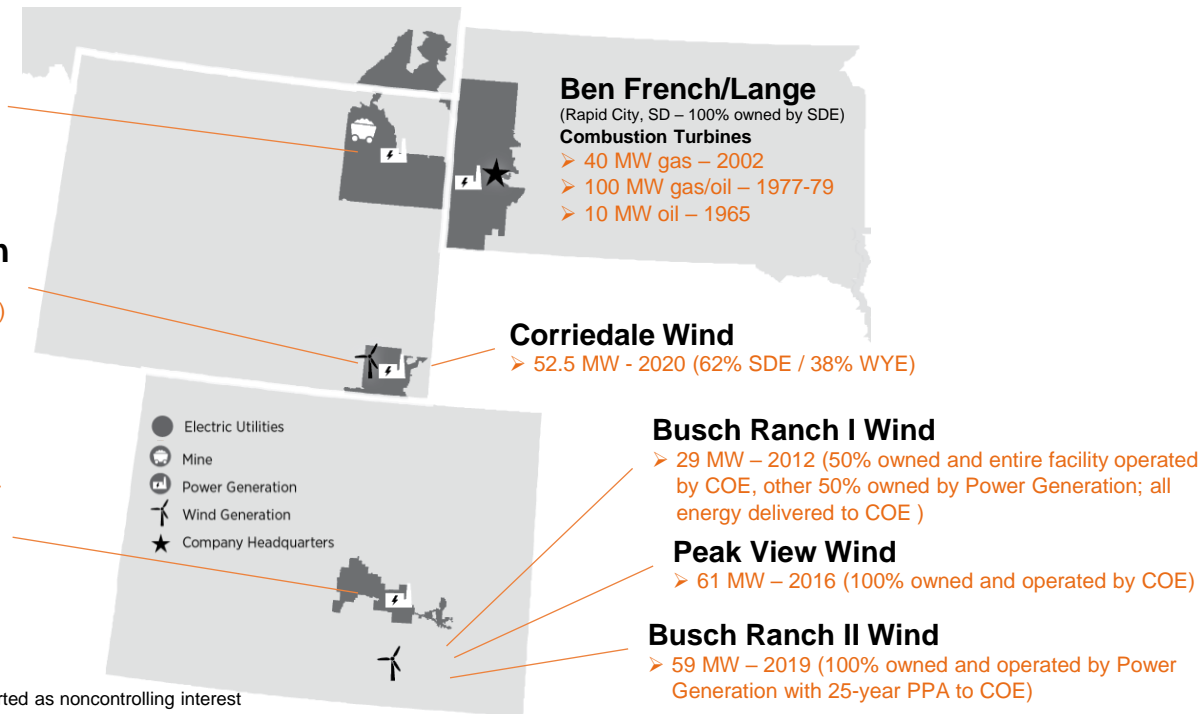 Ben French/Lange
(Rapid City, SD – 100% owned by SDE)
Combustion Turbines
➢ 40 MW gas – 2002
➢ 100 MW gas/oil – 1977-79
➢ 10 MW oil – 1965
n
)
Corriedale Wind
➢ 52.5 MW - 2020 (62% SDE / 38% WYE)
Electric Utilities
Mine
Power Generation
Wind Generation
Company Headquarters
Busch Ranch I Wind
➢ 29 MW – 2012 (50% owned and entire facility operated
by COE, other 50% owned by Power Generation; all
energy delivered to COE )
Peak View Wind
➢ 61 MW – 2016 (100% owned and operated by COE)
Busch Ranch II Wind
➢ 59 MW – 2019 (100% owned and operated by Power
Generation with 25-year PPA to COE)
rted as noncontrolling interest